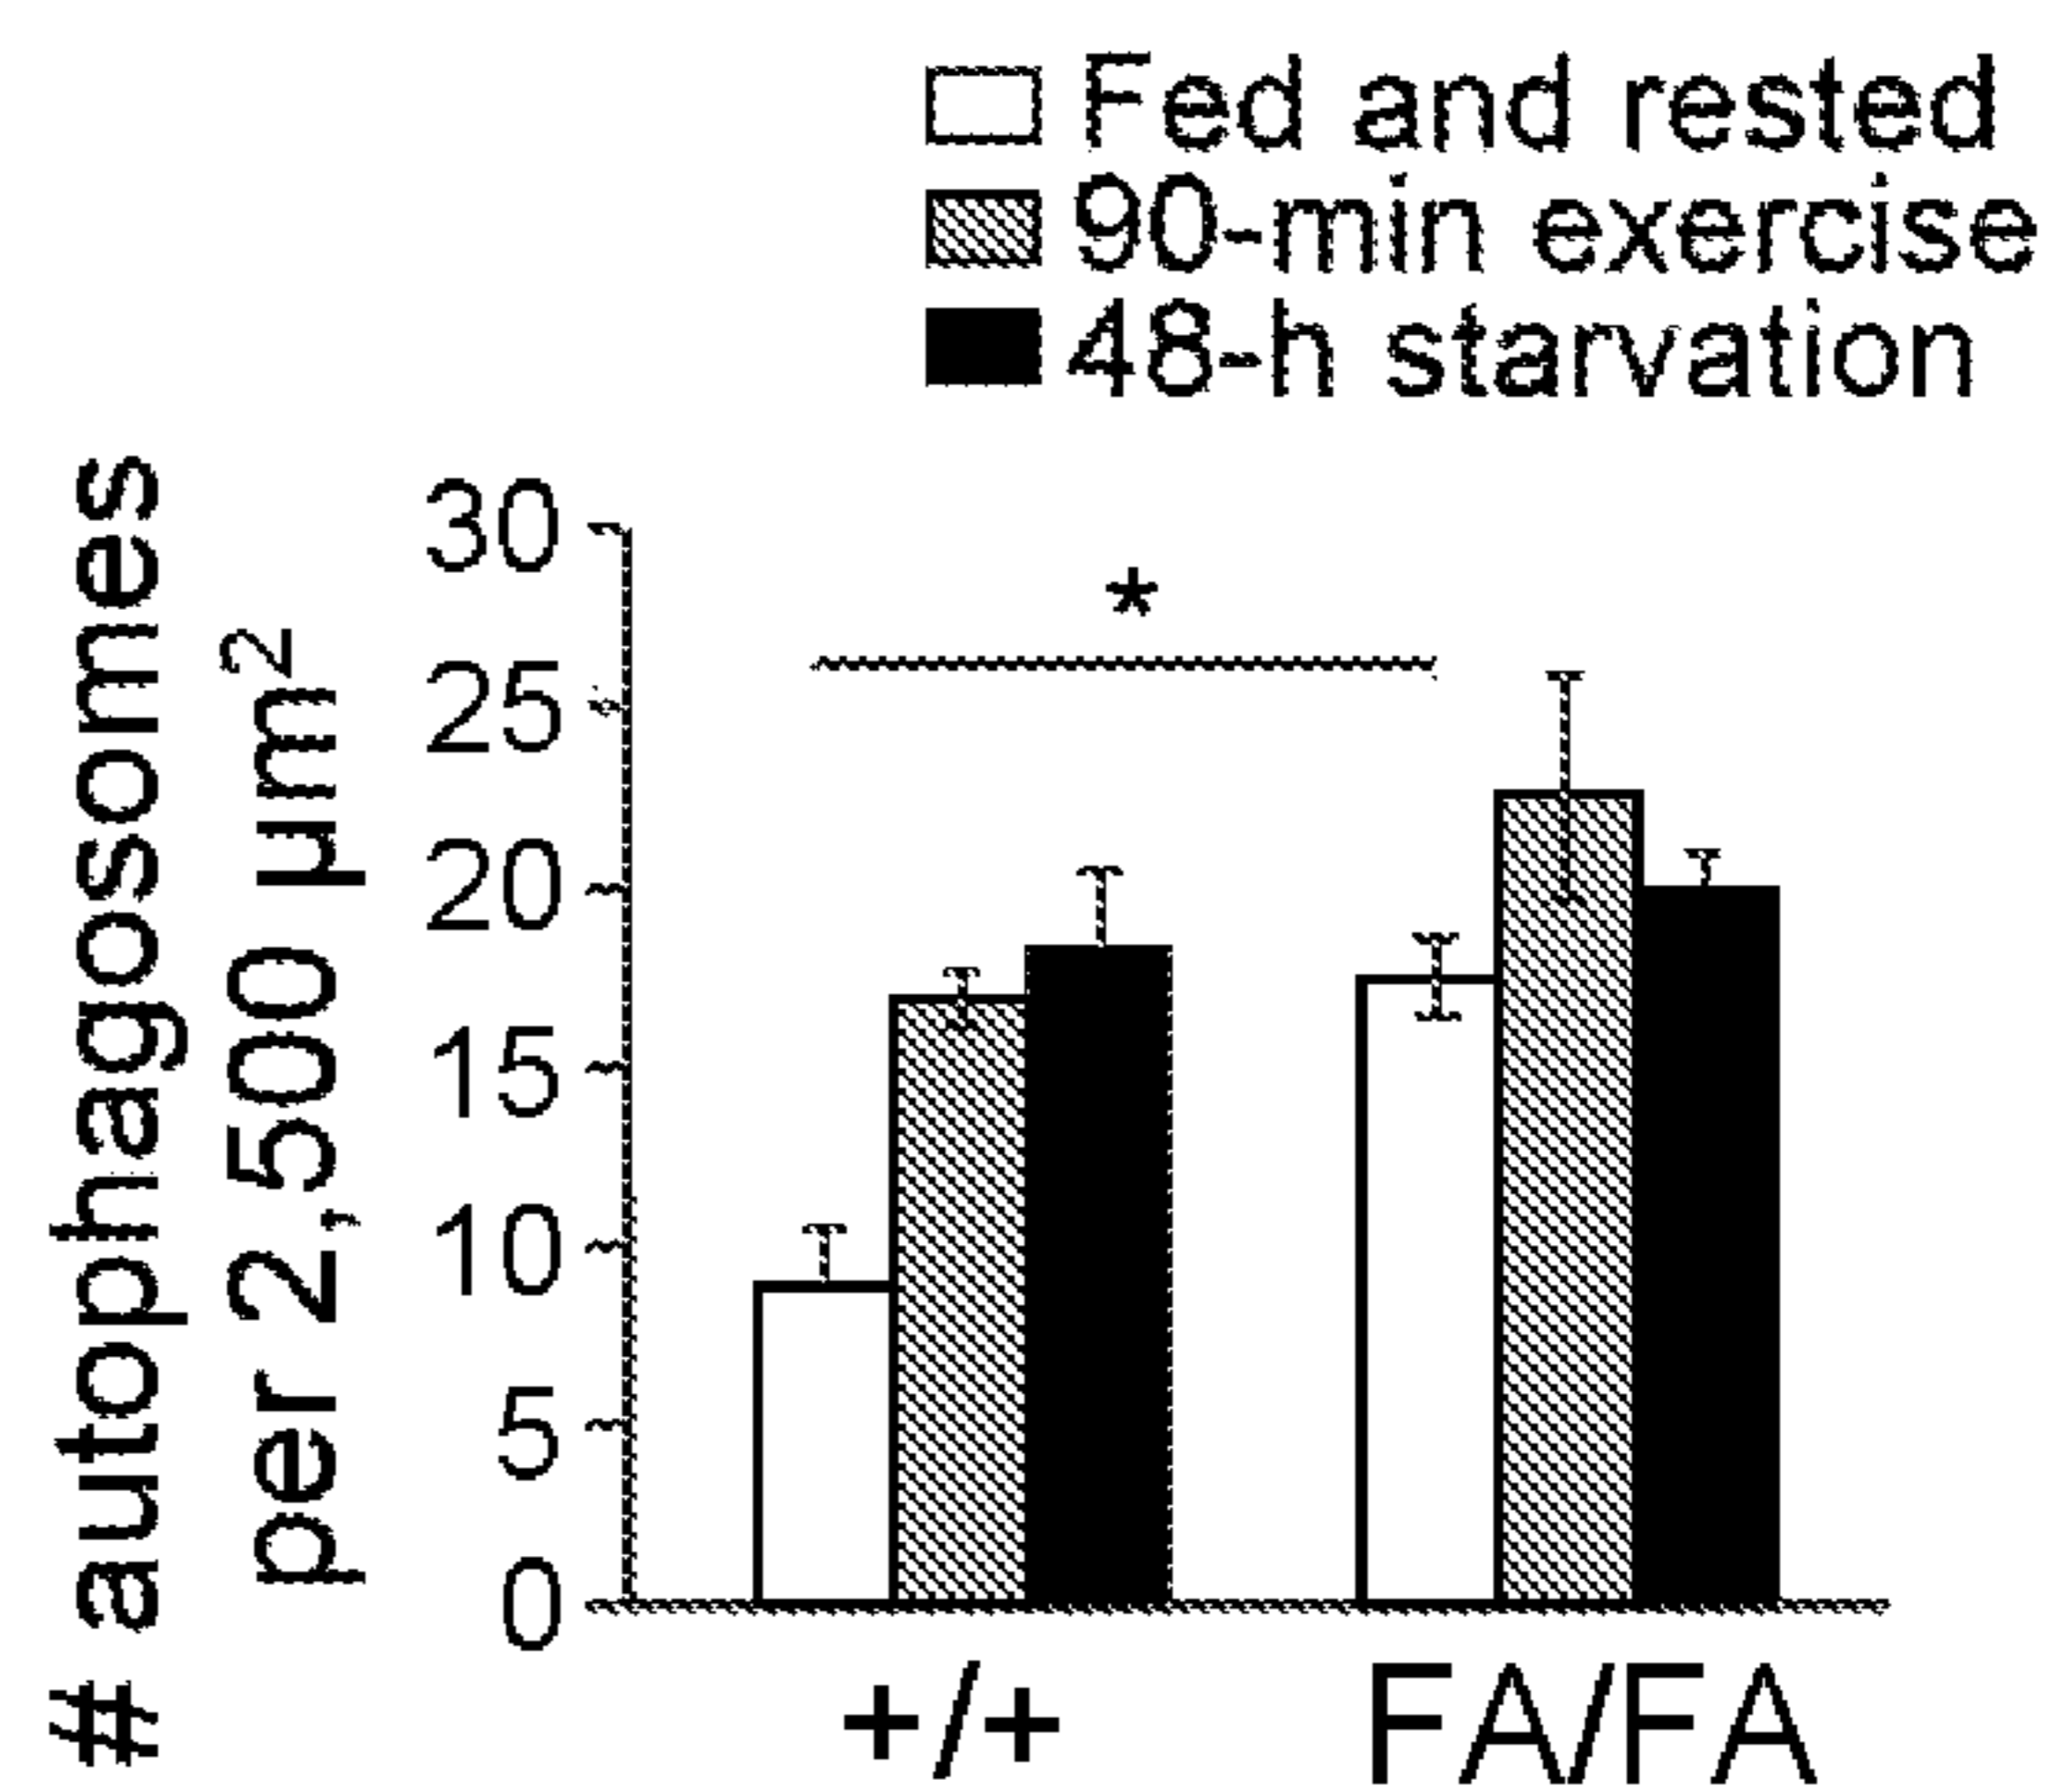 Fed and rested
90-min exercise
48-h starvation
# autophagosomes
per 2,500 µm²
30
25
20
15
10
5
0
*
+/+
FA/FA